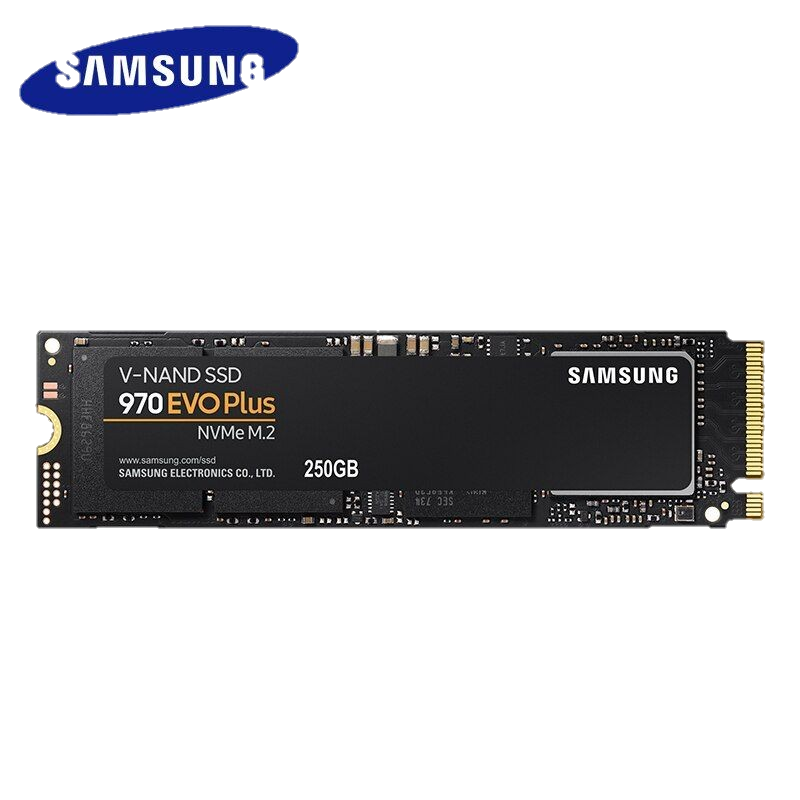 SAMSUNG
V-NAND SSD
970 EVO Plus
NVMe M.2
SAMSUNG
www.samsung.com/ssd
SAMSUNG ELECTRONICS CO., LTD.
250GB